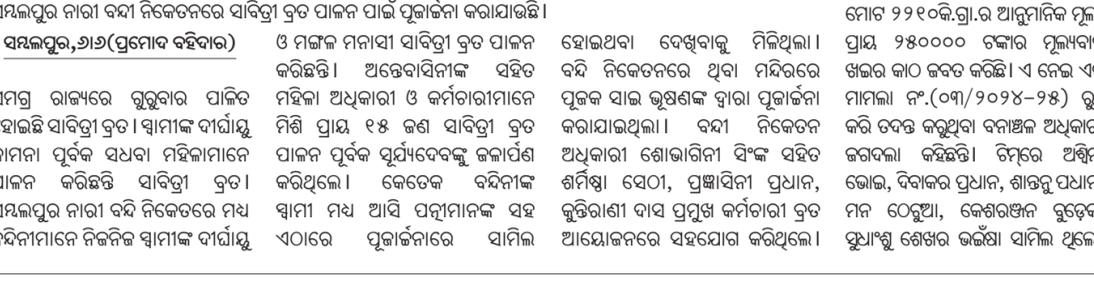 ସମ୍ବଲପୁର ନାରୀ ବନ୍ଦୀ ନିକେତନରେ ସାବିତ୍ରୀ ବ୍ରତ ପାଳନ ପାଇଁ ପୂଜାର୍ଚ୍ଚନା କରାଯାଉଛି।
ସମ୍ବଲପୁର,୬।୬(ପ୍ରମୋଦ ବହିଦାର)
ସମଗ୍ର ରାଜ୍ୟରେ ଗୁରୁବାର ପାଳିତ
ହୋଇଛି ସାବିତ୍ରୀ ବ୍ରତ। ସ୍ୱାମୀଙ୍କ ଦୀର୍ଘାୟୁ
କାମନା ପୂର୍ବକ ସଧବା ମହିଳାମାନେ
ପାଳନ କରିଛନ୍ତି ସାବିତ୍ରୀ ବ୍ରତ।
ସମ୍ବଲପୁର ନାରୀ ବନ୍ଦି ନିକେତରେ ମଧ୍ୟ
ବନ୍ଦିନୀମାନେ ନିଜନିଜ ସ୍ୱାମୀଙ୍କ ଦୀର୍ଘାୟୁ
ଓ ମଙ୍ଗଳ ମନାସୀ ସାବିତ୍ରୀ ବ୍ରତ ପାଳନ
କରିଛନ୍ତି। ଅନ୍ତେବାସିନୀଙ୍କ ସହିତ
ମହିଳା ଅଧିକାରୀ ଓ କର୍ମଚାରୀମାନେ
ମିଶି ପ୍ରାୟ ୧୫ ଜଣ ସାବିତ୍ରୀ ବ୍ରତ
ପାଳନ ପୂର୍ବକ ସୂର୍ଯ୍ୟଦେବଙ୍କୁ ଜଳାର୍ପଣ
କରିଥିଲେ। କେତେକ ବନ୍ଦିନୀଙ୍କ
ସ୍ୱାମୀ ମଧ୍ୟ ଆସି ପତ୍ନୀମାନଙ୍କ ସହ
ଏଠାରେ ପୂଜାର୍ଚ୍ଚନାରେ ସାମିଲ
ହୋଇଥବା ଦେଖିବାକୁ ମିଳିଥିଲା।
ବନ୍ଦି ନିକେତନରେ ଥିବା ମନ୍ଦିରରେ
ପୂଜକ ସାଇ ଭୂଷଣଙ୍କ ଦ୍ୱାରା ପୂଜାର୍ଚ୍ଚନା
କରାଯାଇଥିଲା। ବନ୍ଦୀ ନିକେତନ
ଅଧିକାରୀ ଶୋଭାଗିନୀ ସିଂଙ୍କ ସହିତ
ଶର୍ମିଷ୍ଠା ସେଠୀ, ପ୍ରଜ୍ଞାସିନୀ ପ୍ରଧାନ,
କୁନ୍ତିରାଣୀ ଦାସ ପ୍ରମୁଖ କର୍ମଚାରୀ ବ୍ରତ
ଆୟୋଜନରେ ସହଯୋଗ କରିଥିଲେ।
ମୋଟ ୨୨୧୦କି.ଗ୍ରା.ର ଆନୁମାନିକ ମୂଲ
ପ୍ରାୟ ୨୫୦୦୦୦ ଟଙ୍କାର ମୂଲ୍ୟବା
ଖଇର କାଠ ଜବତ କରିଛି। ଏ ନେଇ ଏ
ମାମଲା ନଂ.(୦୩/୨୦୨୪-୨୫) ରୁ
କରି ତଦନ୍ତ କରୁଥିବା ବନାଞ୍ଚଳ ଅଧିକାର
ଜଗଦଲା କହିଛନ୍ତି। ଟିମ୍‌ରେ ଅଶ୍ୱିନ
ଭୋଇ, ଦିବାକର ପ୍ରଧାନ, ଶାନ୍ତନୁ ପଧାନ
ମନ ଠେଟୁଆ, କେଶରଞ୍ଜନ ବୁଢ଼େକ
ସୁଧାଂଶୁ ଶେଖର ଭଇଁଷା ସାମିଲ ଥିଲେ